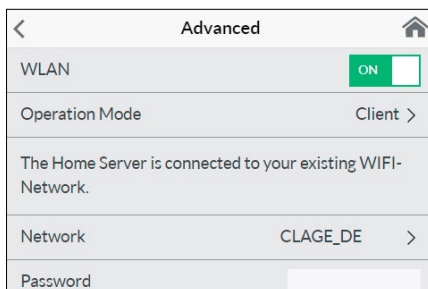 Advanced
WLAN ON
Operation Mode Client >
The Home Server is connected to your existing WIFI-
Network.
Network CLAGE_DE >
Password